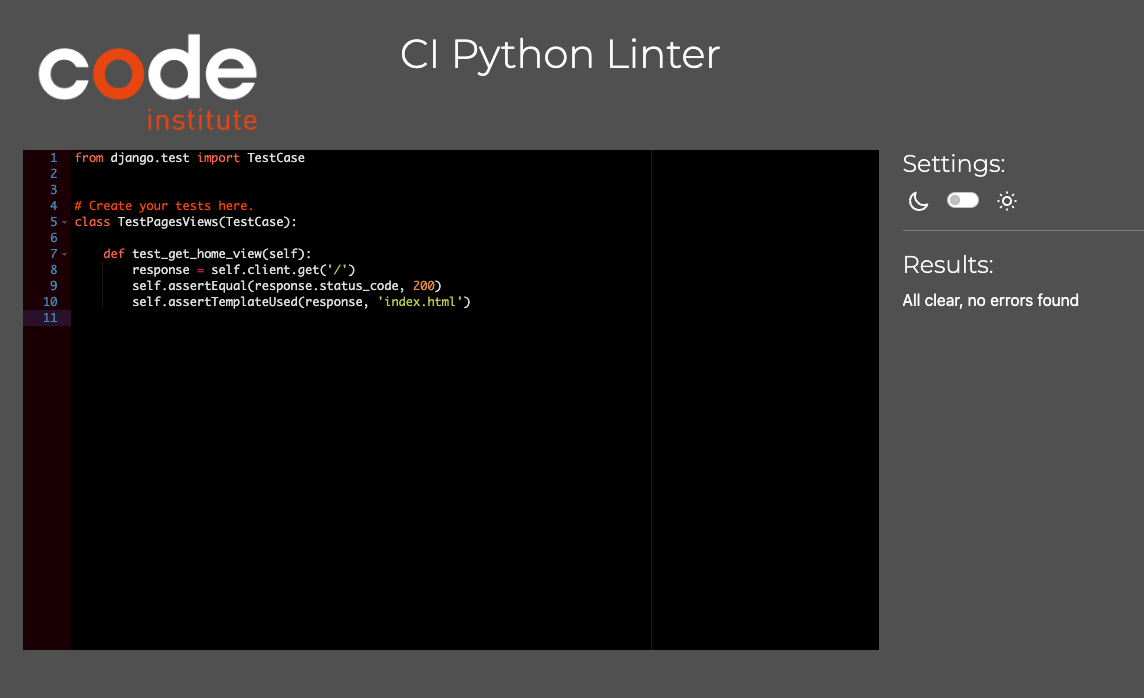 code
institute
CI Python Linter
1 from django.test import TestCase
2
3
4 # Create your tests here.
5 class TestPagesViews(TestCase):
6
7     def test_get_home_view(self):
8         response = self.client.get('/')
9         self.assertEqual(response.status_code, 200)
10         self.assertTemplateUsed(response, 'index.html')
11
Settings:
Results:
All clear, no errors found